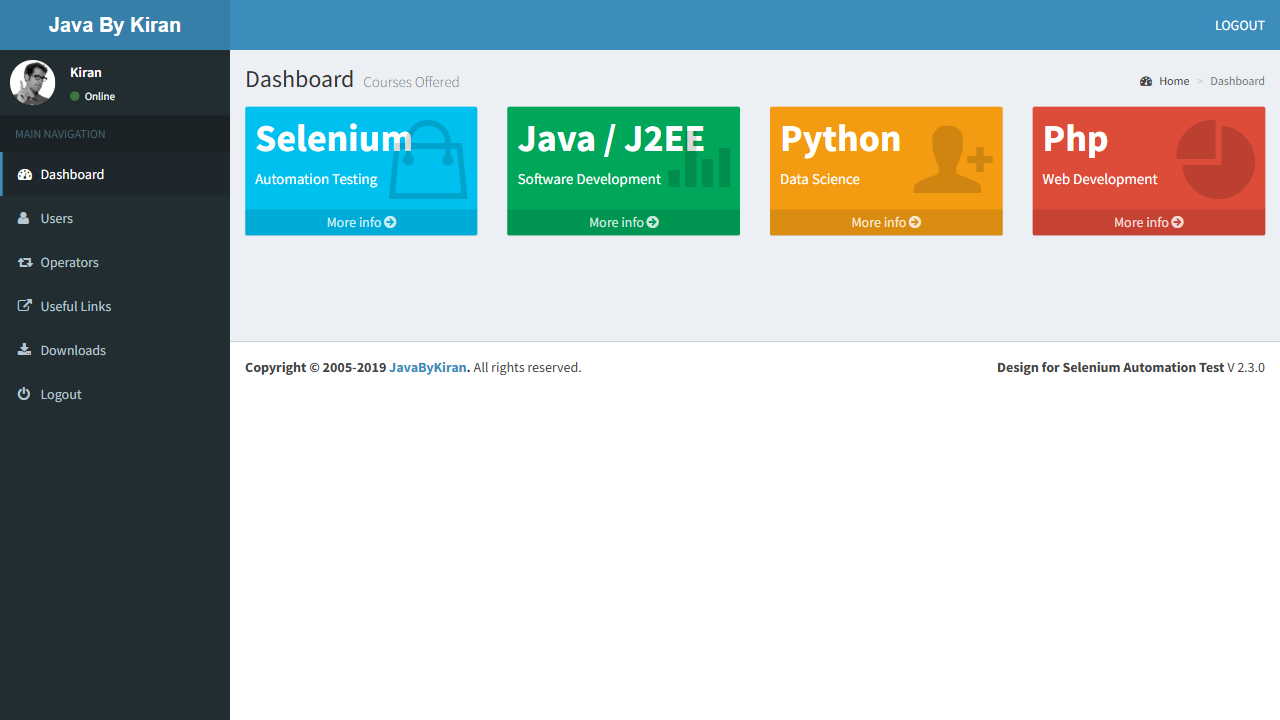 Java By Kiran
LOGOUT
Kiran
Online
MAIN NAVIGATION
Dashboard
Users
Operators
Useful Links
Downloads
Logout
Dashboard Courses Offered
Home > Dashboard
Selenium
Automation Testing
More info
Java / J2EE
Software Development
More info
Python
Data Science
More info
Php
Web Development
More info
Copyright © 2005-2019 JavaByKiran. All rights reserved.
Design for Selenium Automation Test V 2.3.0